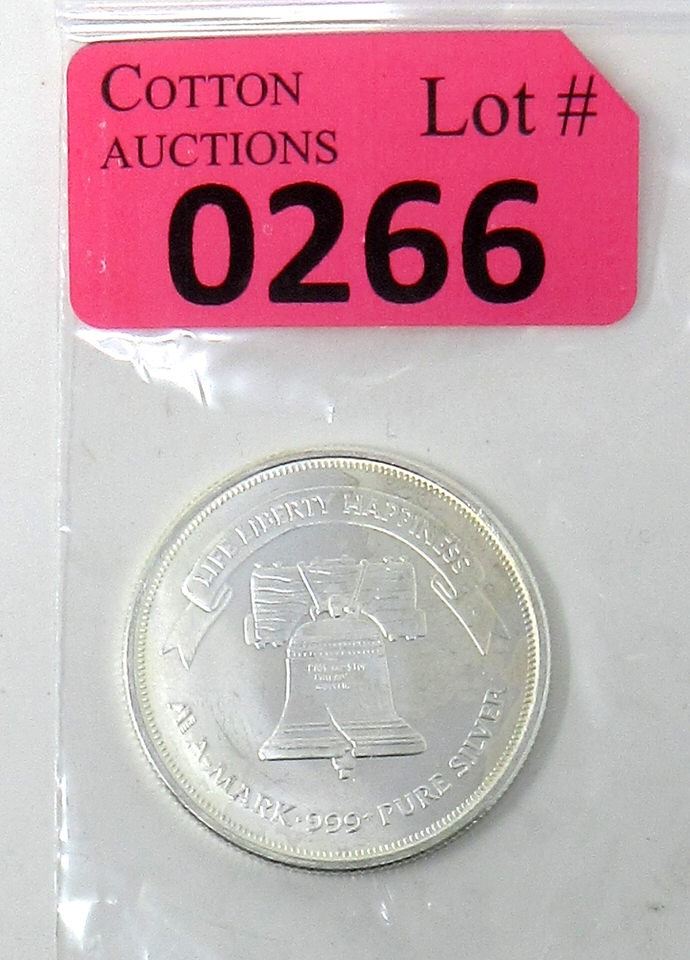 COTTON
AUCTIONS
Lot #
0266
LIFE LIBERTY HAPPINESS
A-MARK · 999+ PURE SILVER